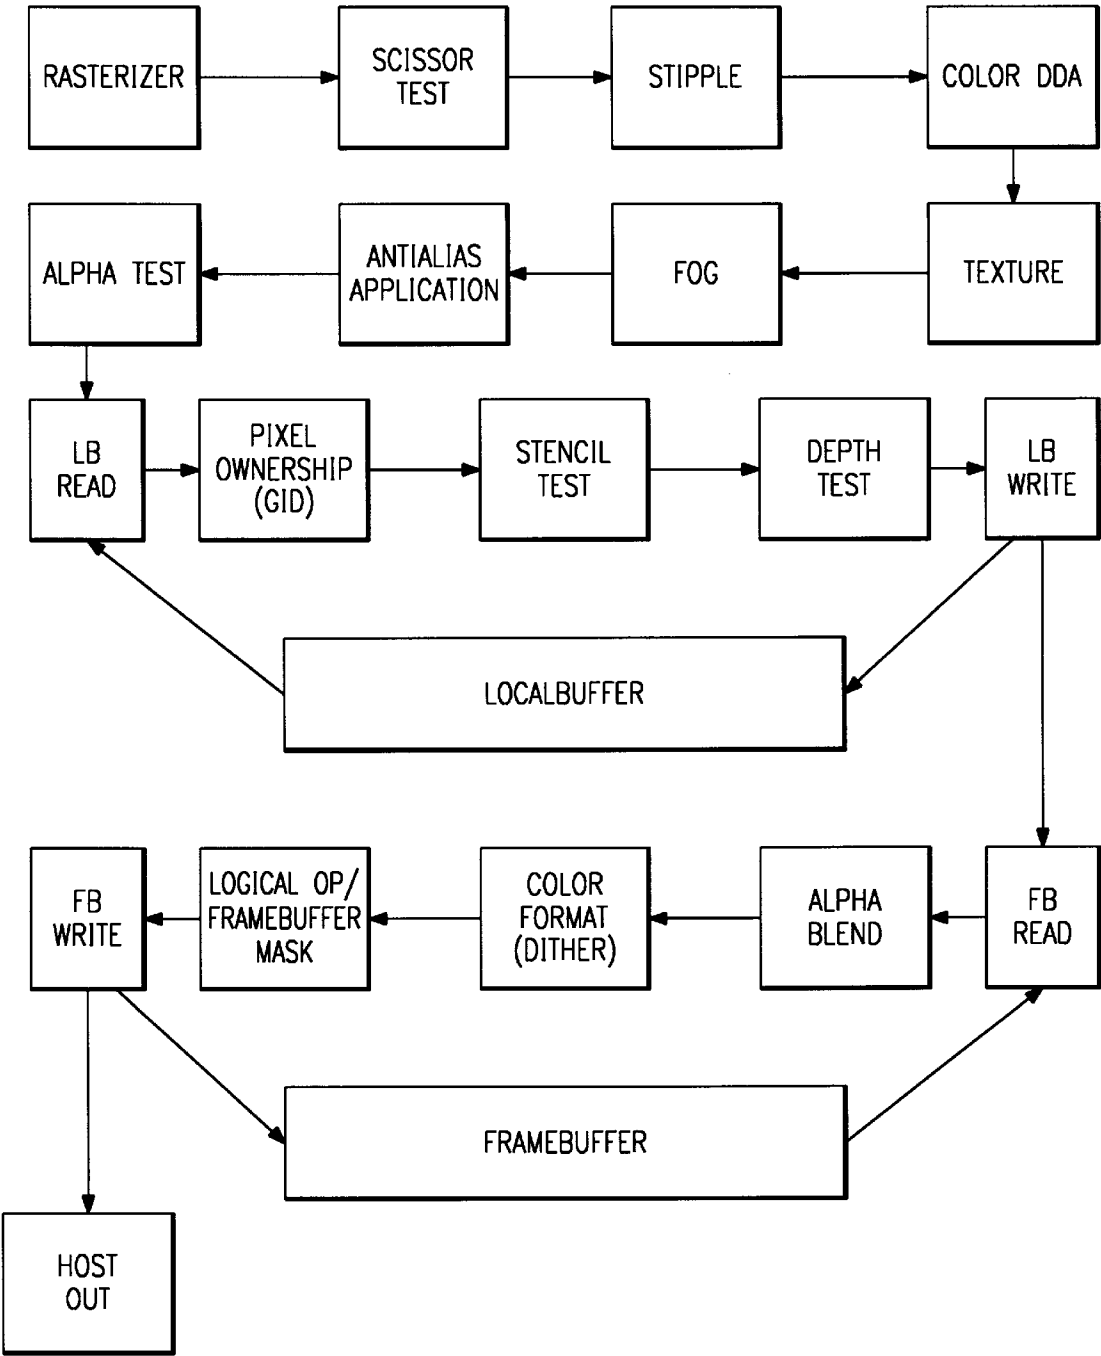 RASTERIZER
SCISSOR
TEST
STIPPLE
COLOR DDA
ALPHA TEST
ANTIALIAS
APPLICATION
FOG
TEXTURE
LB
READ
PIXEL
OWNERSHIP
(GID)
STENCIL
TEST
DEPTH
TEST
LB
WRITE
LOCALBUFFER
FB
WRITE
LOGICAL OP/
FRAMEBUFFER
MASK
COLOR
FORMAT
(DITHER)
ALPHA
BLEND
FB
READ
FRAMEBUFFER
HOST
OUT